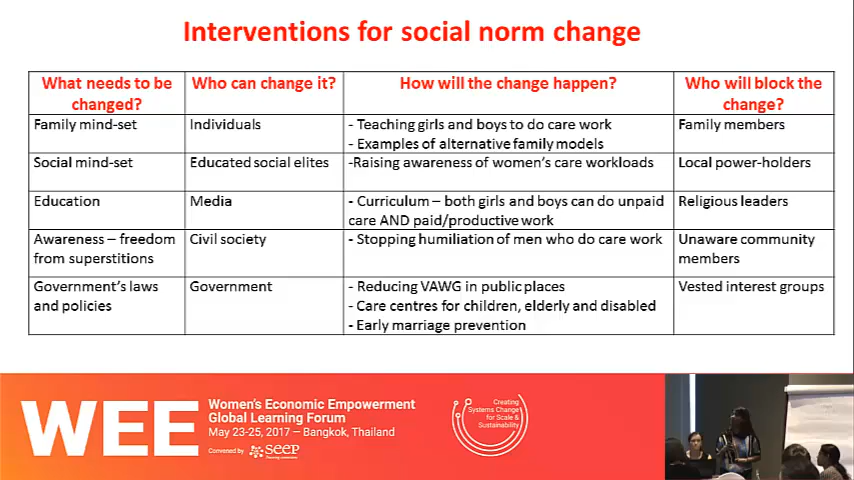 Interventions for social norm change
What needs to be changed? Who can change it? How will the change happen? Who will block the change?
Family mind-set Individuals - Teaching girls and boys to do care work Family members
- Examples of alternative family models
Social mind-set Educated social elites -Raising awareness of women's care workloads Local power-holders
Education Media - Curriculum – both girls and boys can do unpaid Religious leaders
care AND paid/productive work
Awareness – freedom Civil society - Stopping humiliation of men who do care work Unaware community
from superstitions members
Government's laws Government - Reducing VAWG in public places Vested interest groups
and policies - Care centres for children, elderly and disabled
- Early marriage prevention
WEE
Women's Economic Empowerment
Global Learning Forum
May 23-25, 2017 – Bangkok, Thailand
Convened by SEEP
Creating
Systems Change
for Scale &
Sustainability